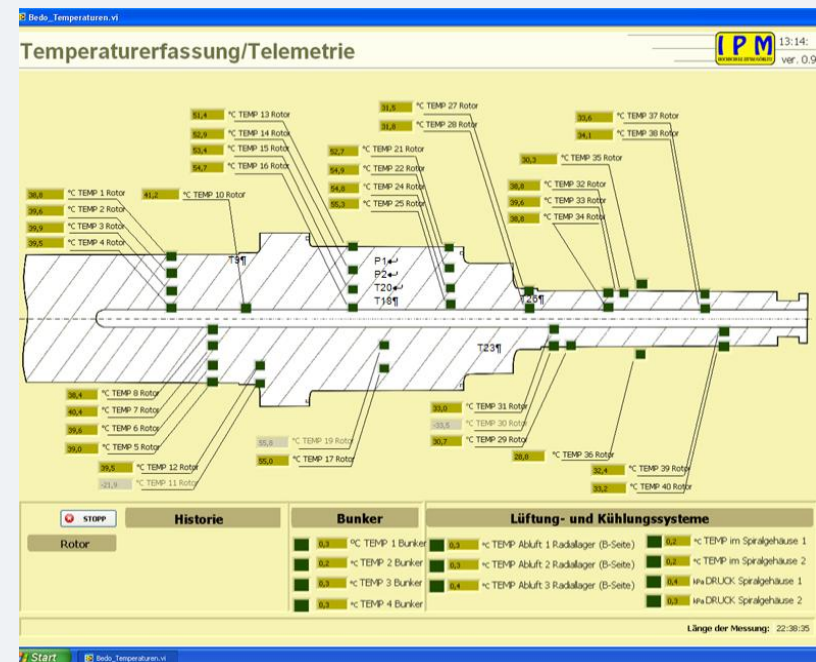 Bedo_Temperaturen.vi
Temperaturerfassung/Telemetrie
IPM
13:14:
ver. 0.9
51,4 °C TEMP 13 Rotor
52,9 °C TEMP 14 Rotor
53,4 °C TEMP 15 Rotor
54,7 °C TEMP 16 Rotor
31,5 °C TEMP 27 Rotor
31,8 °C TEMP 28 Rotor
33,6 °C TEMP 37 Rotor
34,1 °C TEMP 38 Rotor
52,7 °C TEMP 21 Rotor
54,9 °C TEMP 22 Rotor
54,8 °C TEMP 24 Rotor
55,3 °C TEMP 25 Rotor
30,3 °C TEMP 35 Rotor
38,8 °C TEMP 32 Rotor
39,6 °C TEMP 33 Rotor
38,8 °C TEMP 34 Rotor
38,8 °C TEMP 1 Rotor
39,6 °C TEMP 2 Rotor
39,9 °C TEMP 3 Rotor
39,5 °C TEMP 4 Rotor
41,2 °C TEMP 10 Rotor
T9¶
P1↵
P2↵
T20↵
T18¶
T26¶
T23¶
38,4 °C TEMP 8 Rotor
40,4 °C TEMP 7 Rotor
39,6 °C TEMP 6 Rotor
39,0 °C TEMP 5 Rotor
39,5 °C TEMP 12 Rotor
-21,9 °C TEMP 11 Rotor
55,8 °C TEMP 19 Rotor
55,0 °C TEMP 17 Rotor
33,0 °C TEMP 31 Rotor
-33,5 °C TEMP 30 Rotor
30,7 °C TEMP 29 Rotor
28,8 °C TEMP 36 Rotor
32,4 °C TEMP 39 Rotor
33,2 °C TEMP 40 Rotor
STOPP
Historie
Rotor
Bunker
0,3 °C TEMP 1 Bunker
0,2 °C TEMP 2 Bunker
0,3 °C TEMP 3 Bunker
0,3 °C TEMP 4 Bunker
Lüftung- und Kühlungssysteme
0,3 °C TEMP Abluft 1 Radiallager (B-Seite)
0,3 °C TEMP Abluft 2 Radiallager (B-Seite)
0,4 °C TEMP Abluft 3 Radiallager (B-Seite)
0,2 °C TEMP im Spiralgehäuse 1
0,2 °C TEMP im Spiralgehäuse 2
0,4 kPa DRUCK Spiralgehäuse 1
0,3 kPa DRUCK Spiralgehäuse 2
Länge der Messung: 22:38:35
Start
Bedo_Temperaturen.vi